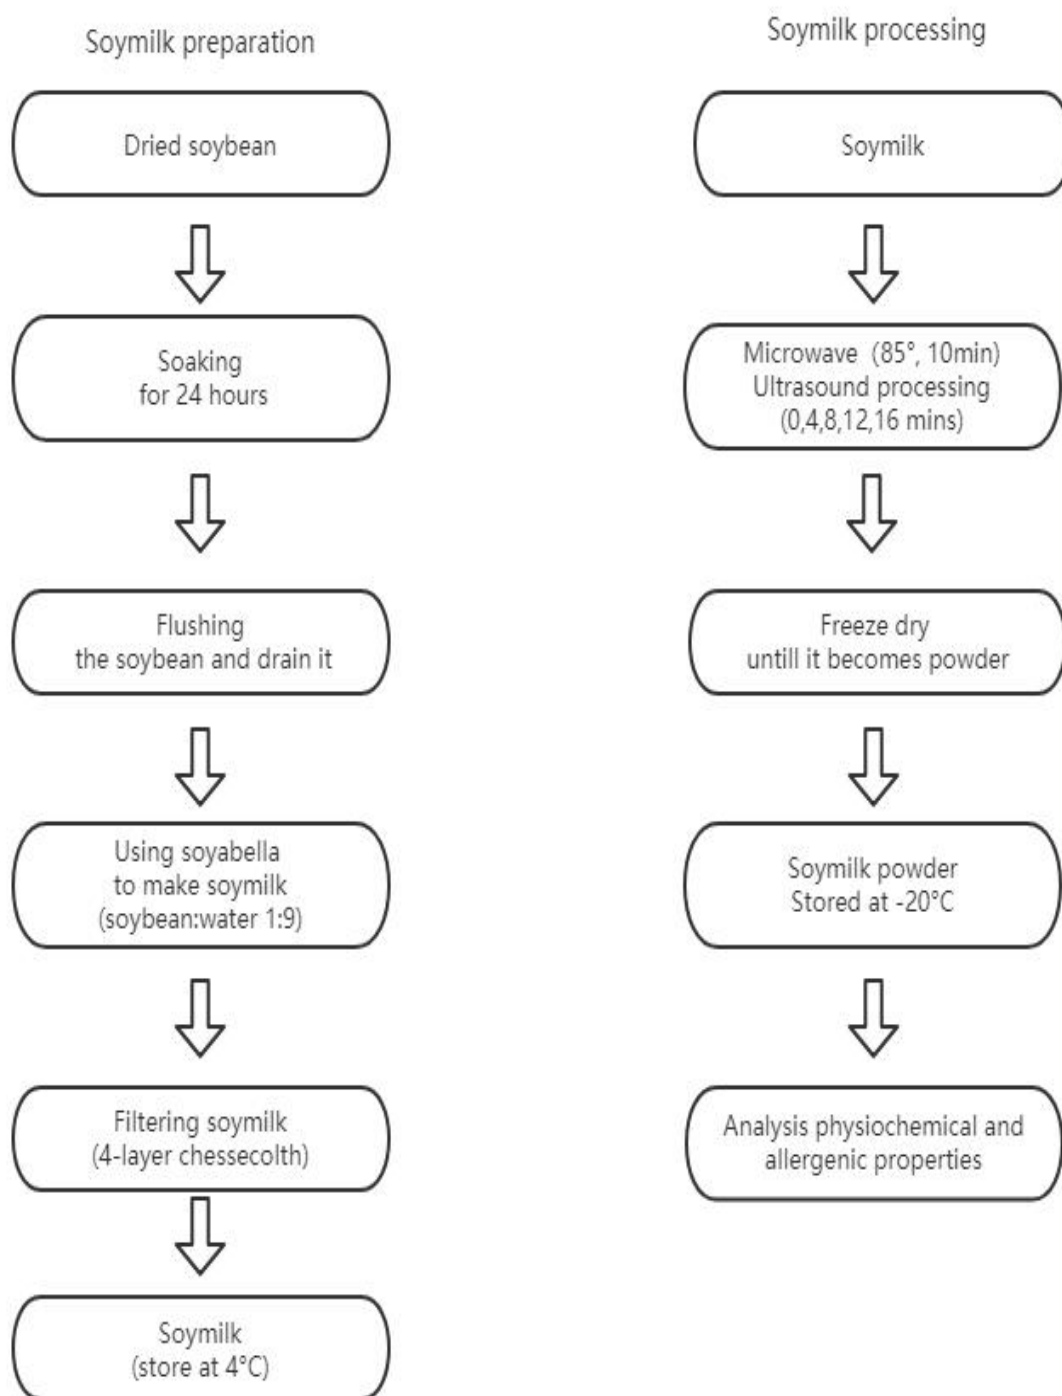 Soymilk preparation
Dried soybean
Soaking
for 24 hours
Flushing
the soybean and drain it
Using soyabella
to make soymilk
(soybean:water 1:9)
Filtering soymilk
(4-layer chessecolth)
Soymilk
(store at 4°C)
Soymilk processing
Soymilk
Microwave (85°, 10min)
Ultrasound processing
(0,4,8,12,16 mins)
Freeze dry
untill it becomes powder
Soymilk powder
Stored at -20°C
Analysis physiochemical and
allergenic properties